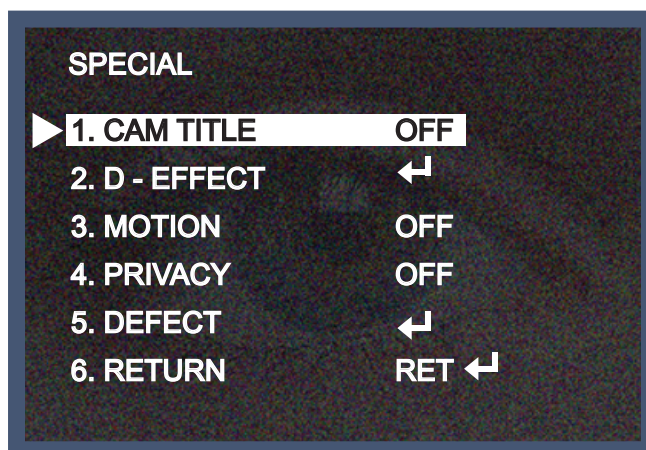 SPECIAL
1. CAM TITLE OFF
2. D - EFFECT ↵
3. MOTION OFF
4. PRIVACY OFF
5. DEFECT ↵
6. RETURN RET ↵